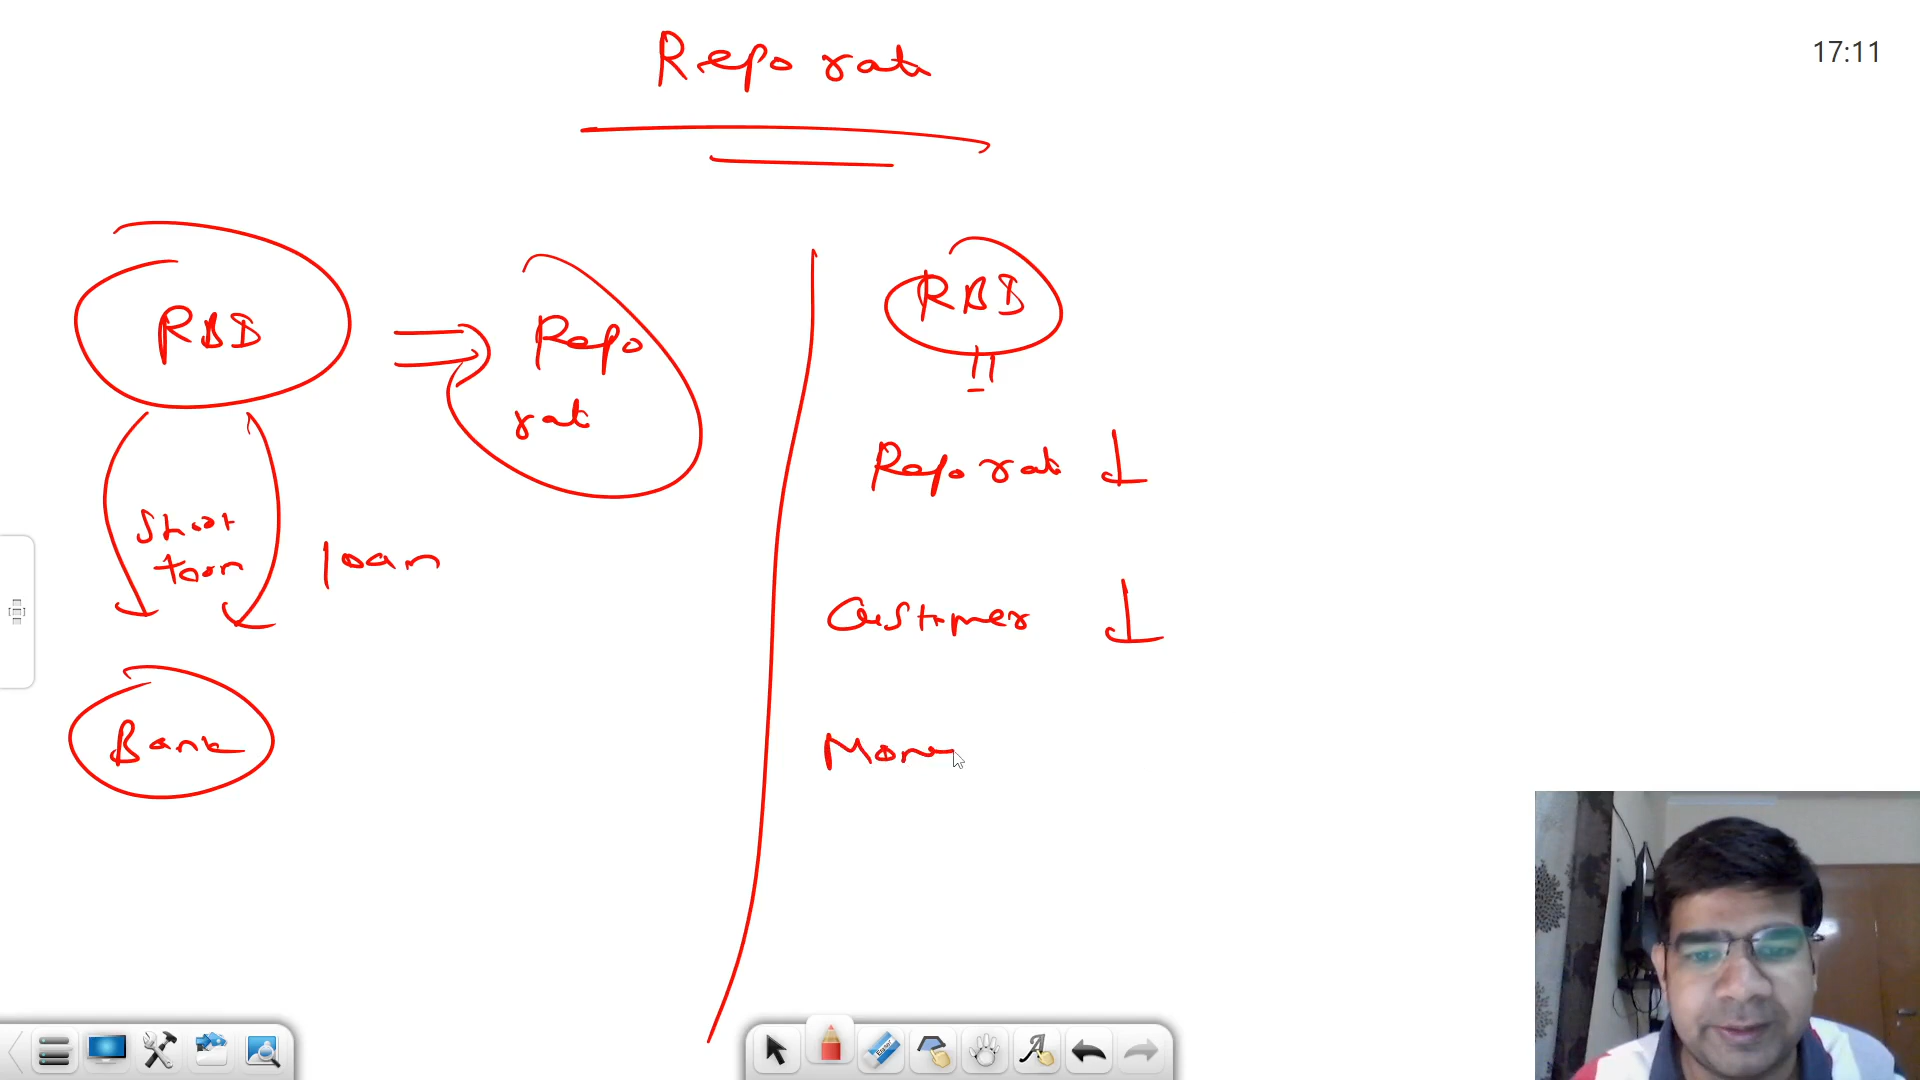 Repo rate
17:11
RBI
Repo
rate
Short
term
loan
Bank
RBI
Repo rate ↓
Customer ↓
Mone